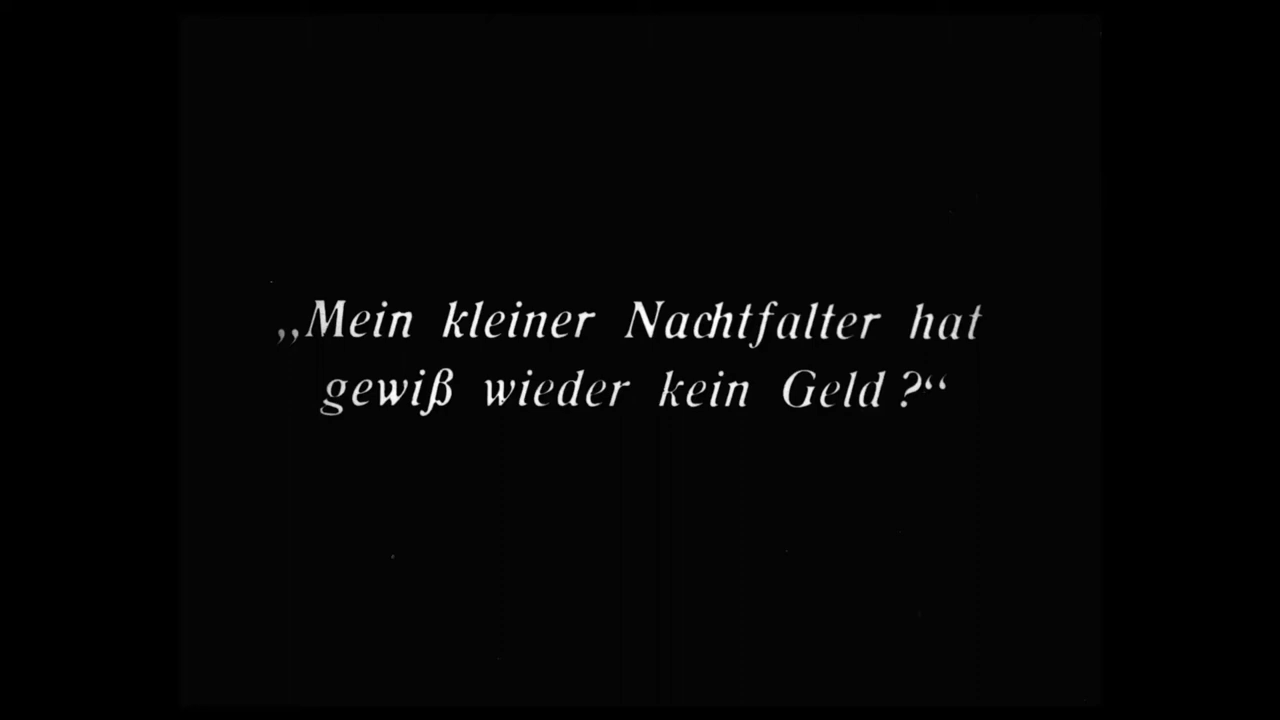 „Mein kleiner Nachtfalter hat
gewiß wieder kein Geld?“